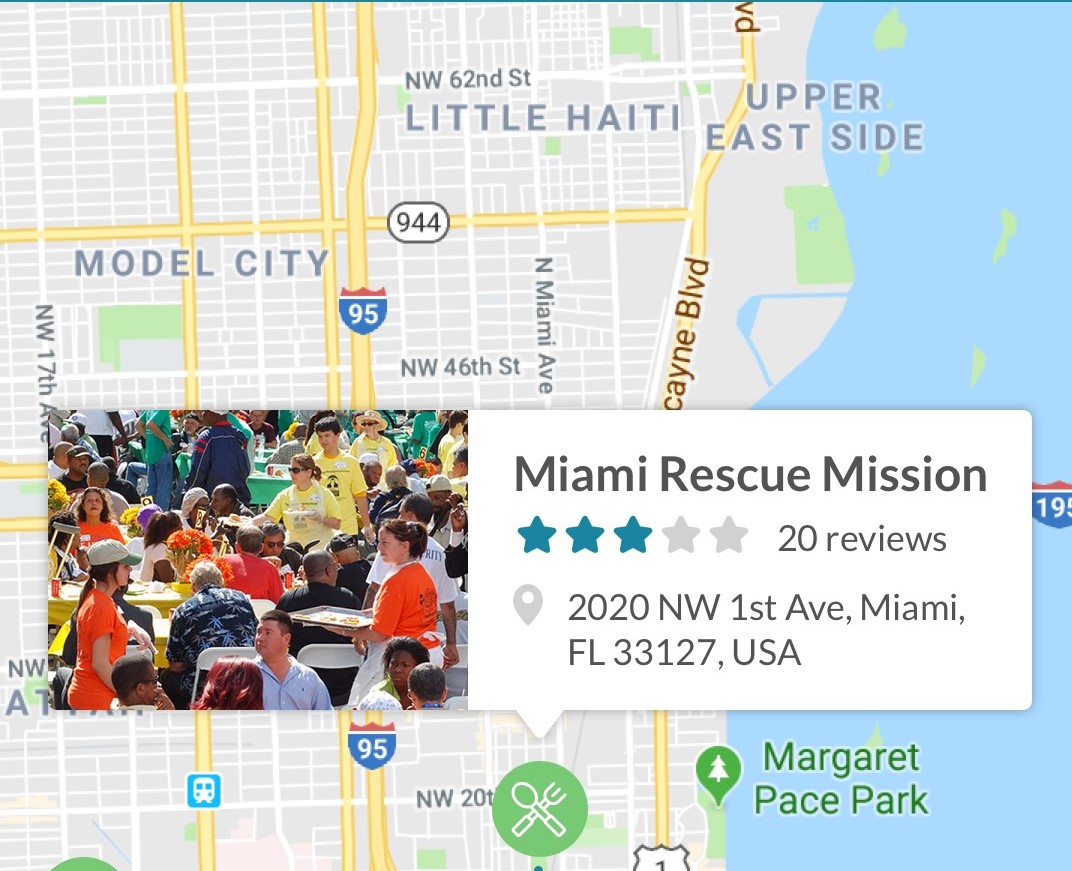 NW 62nd St
LITTLE HAITI
UPPER
EAST SIDE
944
MODEL CITY
95
N Miami Ave
NW 17th
cayne Blvd
NW 46th St
Miami Rescue Mission
20 reviews
2020 NW 1st Ave, Miami,
FL 33127, USA
195
NW
95
NW 20t
Margaret
Pace Park
1